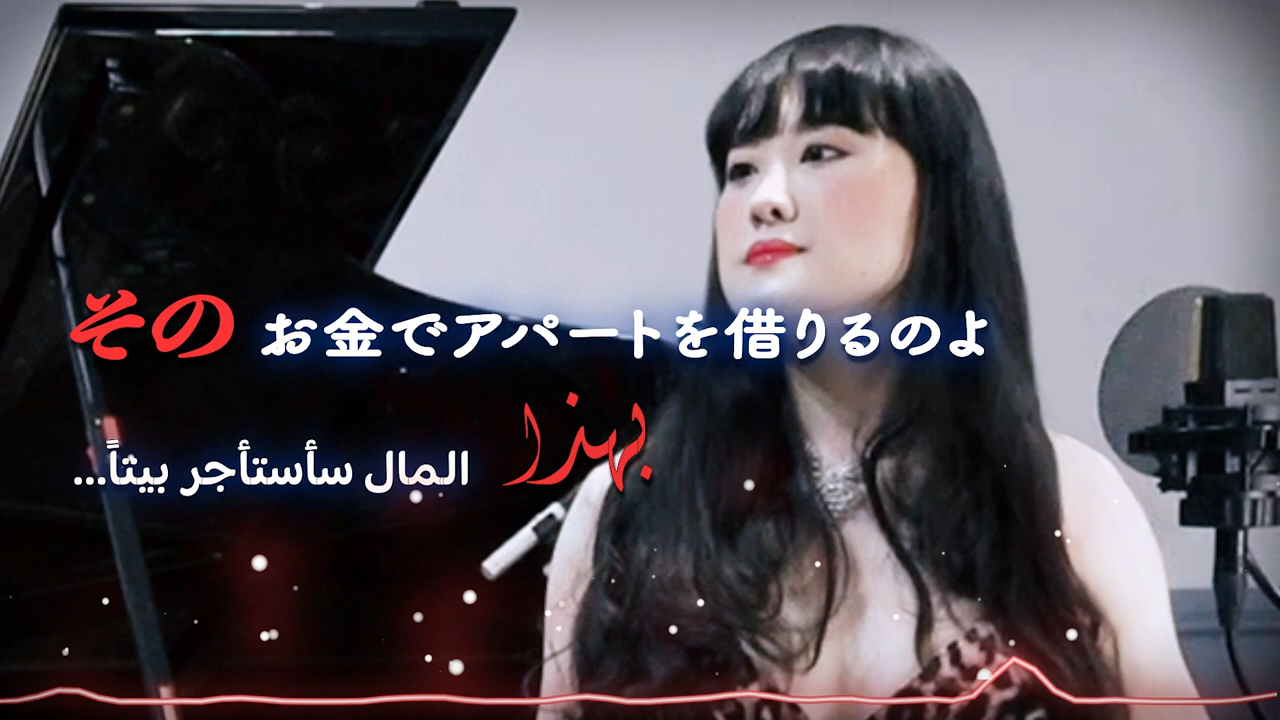 その お金でアパートを借りるのよ
بهذا المال سأستأجر بيتاً...